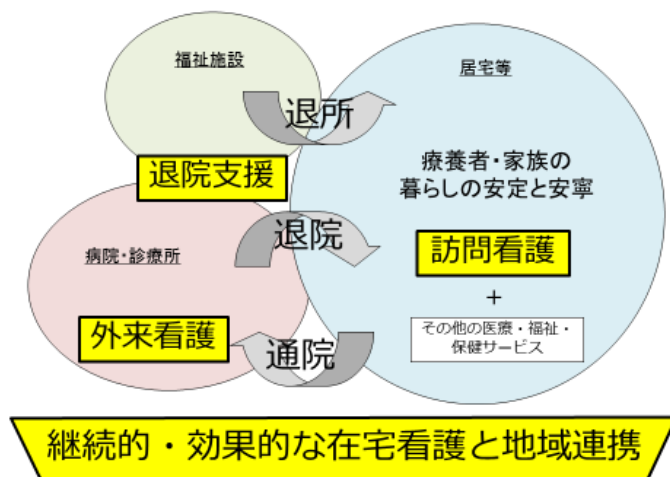 福祉施設
居宅等
退所
療養者・家族の
暮らしの安定と安寧
退院支援
退院
訪問看護
病院・診療所
+
外来看護
その他の医療・福祉・
保健サービス
通院
継続的・効果的な在宅看護と地域連携